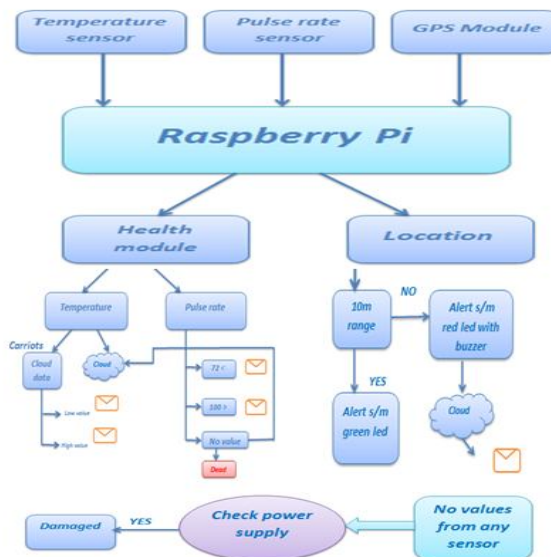 Temperature
sensor
Pulse rate
sensor
GPS Module
Raspberry Pi
Health
module
Location
Temperature
Pulse rate
10m
range
NO
Alert s/m
red led with
buzzer
Carriots
Cloud
data
Cloud
72 <
Low value
100 >
High value
No value
Dead
YES
Alert s/m
green led
Cloud
Damaged
YES
Check power
supply
No values
from any
sensor